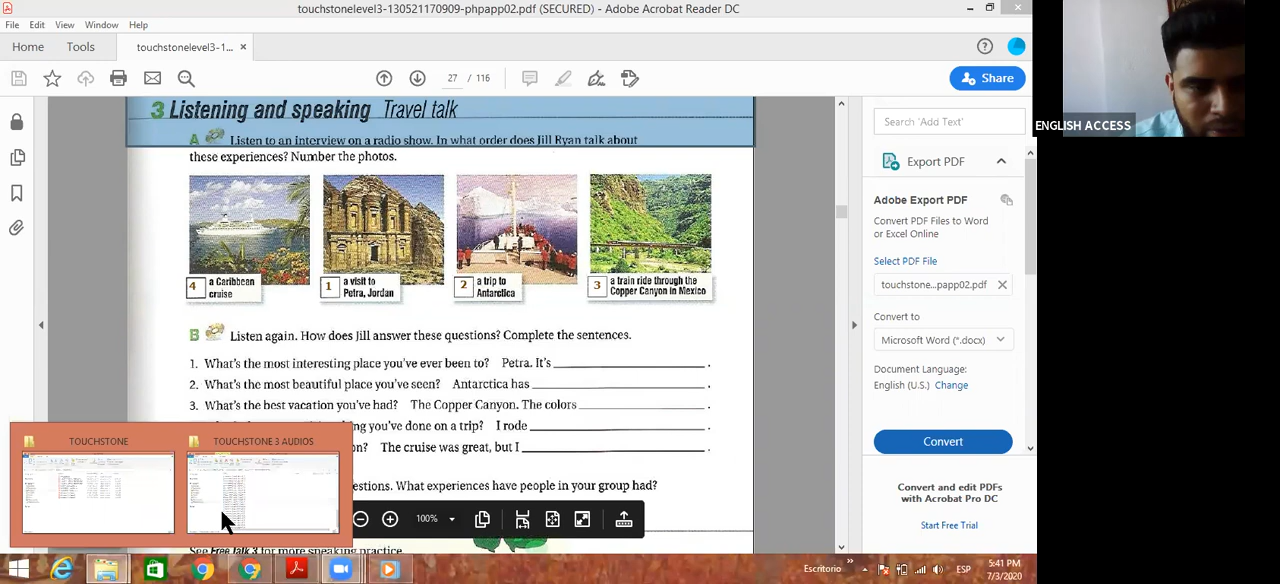 touchstonelevel3-130521170909-phpapp02.pdf (SECURED) - Adobe Acrobat Reader DC
File Edit View Window Help
Home Tools touchstonelevel3-1... ×
27 / 116
Share
3 Listening and speaking Travel talk
A Listen to an interview on a radio show. In what order does Jill Ryan talk about
these experiences? Number the photos.
4 a Caribbean
cruise
1 a visit to
Petra, Jordan
2 a trip to
Antarctica
3 a train ride through the
Copper Canyon in Mexico
B Listen again. How does Jill answer these questions? Complete the sentences.
1. What's the most interesting place you've ever been to? Petra. It's .
2. What's the most beautiful place you've seen? Antarctica has .
3. What's the best vacation you've had? The Copper Canyon. The colors .
you've done on a trip? I rode .
The cruise was great, but I .
What experiences have people in your group had?
See Free Talk 3 for more speaking practice.
100%
TOUCHSTONE
TOUCHSTONE 3 AUDIOS
Search 'Add Text'
Export PDF
Adobe Export PDF
Convert PDF Files to Word
or Excel Online
Select PDF File
touchstone...papp02.pdf
Convert to
Microsoft Word (*.docx)
Document Language:
English (U.S.) Change
Convert
Convert and edit PDFs
with Acrobat Pro DC
Start Free Trial
ENGLISH ACCESS
Escritorio
ESP
5:41 PM
7/3/2020